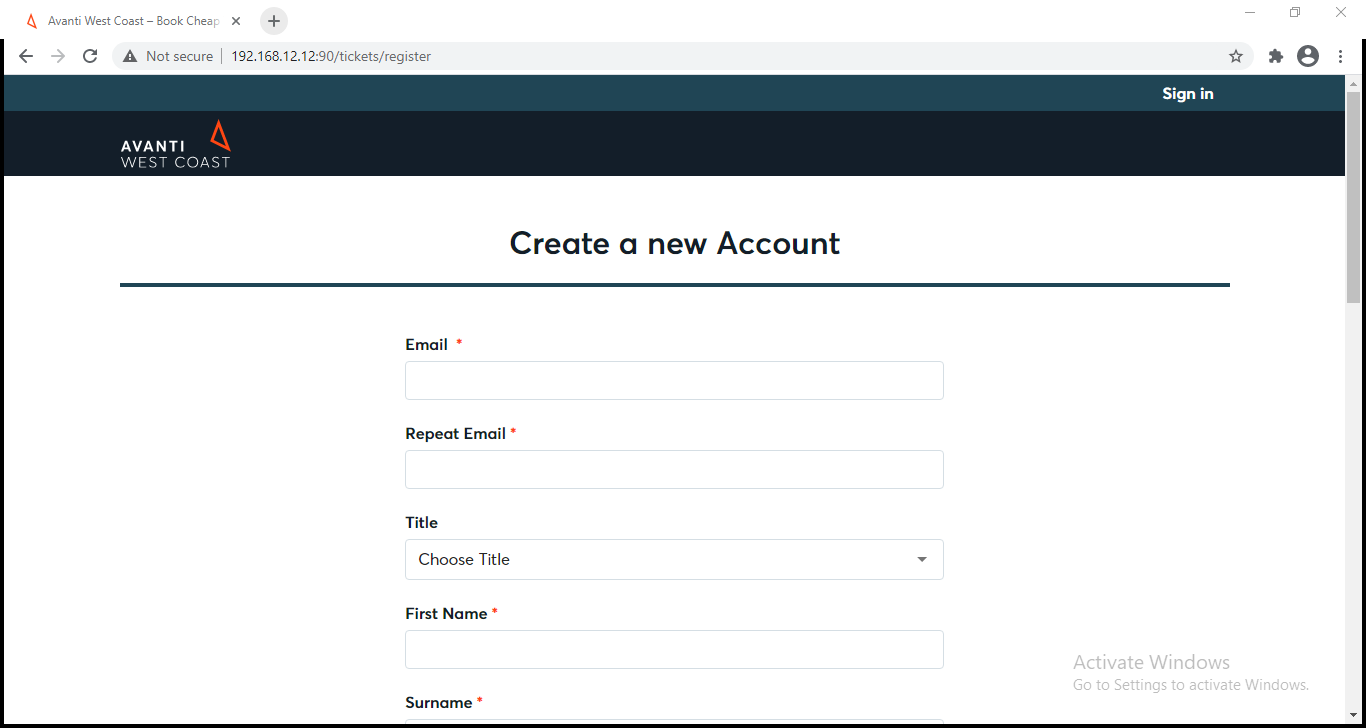 Avanti West Coast – Book Cheap
Not secure
192.168.12.12:90/tickets/register
Sign in
AVANTI
WEST COAST
Create a new Account
Email *
Repeat Email *
Title
Choose Title
First Name *
Surname *
Activate Windows
Go to Settings to activate Windows.